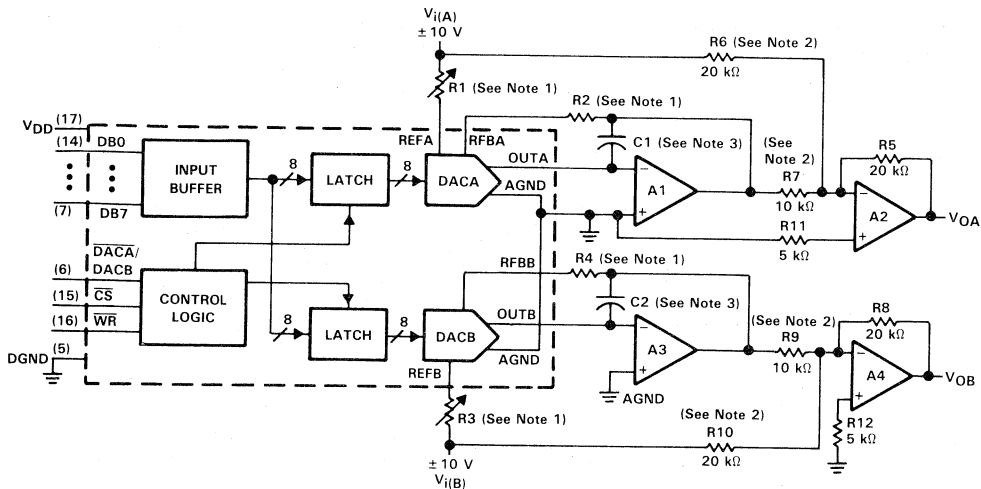 Vi(A)
± 10 V
R6 (See Note 2)
20 kΩ
R1 (See Note 1)
R2 (See Note 1)
VDD (17)
(14) DB0
(7) DB7
INPUT
BUFFER
8
LATCH
8
REFA
RFBA
DACA
OUTA
AGND
C1 (See Note 3)
A1
(See
Note 2)
R7
10 kΩ
R5
20 kΩ
A2
VOA
R11
5 kΩ
DACA/
(6) DACB
(15) CS
(16) WR
DGND (5)
CONTROL
LOGIC
8
LATCH
8
RFBB
DACB
OUTB
AGND
REFB
R4 (See Note 1)
C2 (See Note 3)
A3
AGND
(See Note 2)
R9
10 kΩ
R8
20 kΩ
A4
VOB
R12
5 kΩ
R3 (See Note 1)
(See Note 2)
R10
20 kΩ
± 10 V
Vi(B)